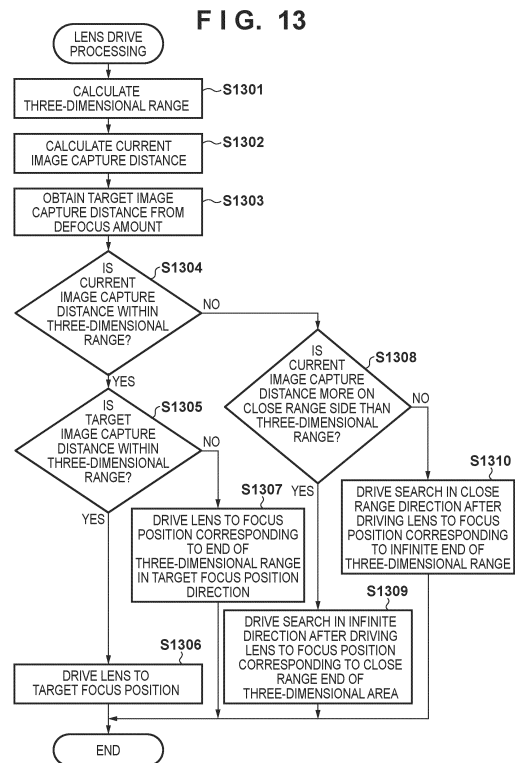 FIG. 13
LENS DRIVE
PROCESSING
CALCULATE
THREE-DIMENSIONAL RANGE
S1301
CALCULATE CURRENT
IMAGE CAPTURE DISTANCE
S1302
OBTAIN TARGET IMAGE
CAPTURE DISTANCE FROM
DEFOCUS AMOUNT
S1303
S1304
IS
CURRENT
IMAGE CAPTURE
DISTANCE WITHIN
THREE-DIMENSIONAL
RANGE?
NO
YES
S1308
IS
CURRENT
IMAGE CAPTURE
DISTANCE MORE ON
CLOSE RANGE SIDE THAN
THREE-DIMENSIONAL
RANGE?
NO
YES
S1305
IS
TARGET
IMAGE CAPTURE
DISTANCE WITHIN
THREE-DIMENSIONAL
RANGE?
NO
YES
S1310
DRIVE SEARCH IN CLOSE
RANGE DIRECTION AFTER
DRIVING LENS TO FOCUS
POSITION CORRESPONDING
TO INFINITE END OF
THREE-DIMENSIONAL RANGE
S1307
DRIVE LENS TO FOCUS
POSITION CORRESPONDING
TO END OF
THREE-DIMENSIONAL RANGE
IN TARGET FOCUS POSITION
DIRECTION
S1309
DRIVE SEARCH IN INFINITE
DIRECTION AFTER DRIVING
LENS TO FOCUS POSITION
CORRESPONDING TO CLOSE
RANGE END OF
THREE-DIMENSIONAL AREA
S1306
DRIVE LENS TO
TARGET FOCUS POSITION
END